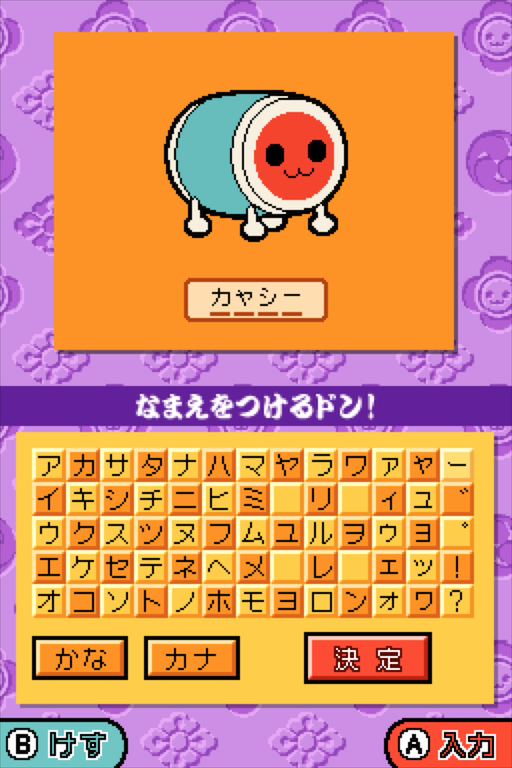 カャシー
なまえをつけるドン!
アカサタナハマヤラワァャー
イキシチニヒミリィュ゛
ウクスツヌフムユルヲゥョ゜
エケセテネヘメレェッ!
オコソトノホモヨロンォヮ?
かな カナ 決定
Bけす A入力